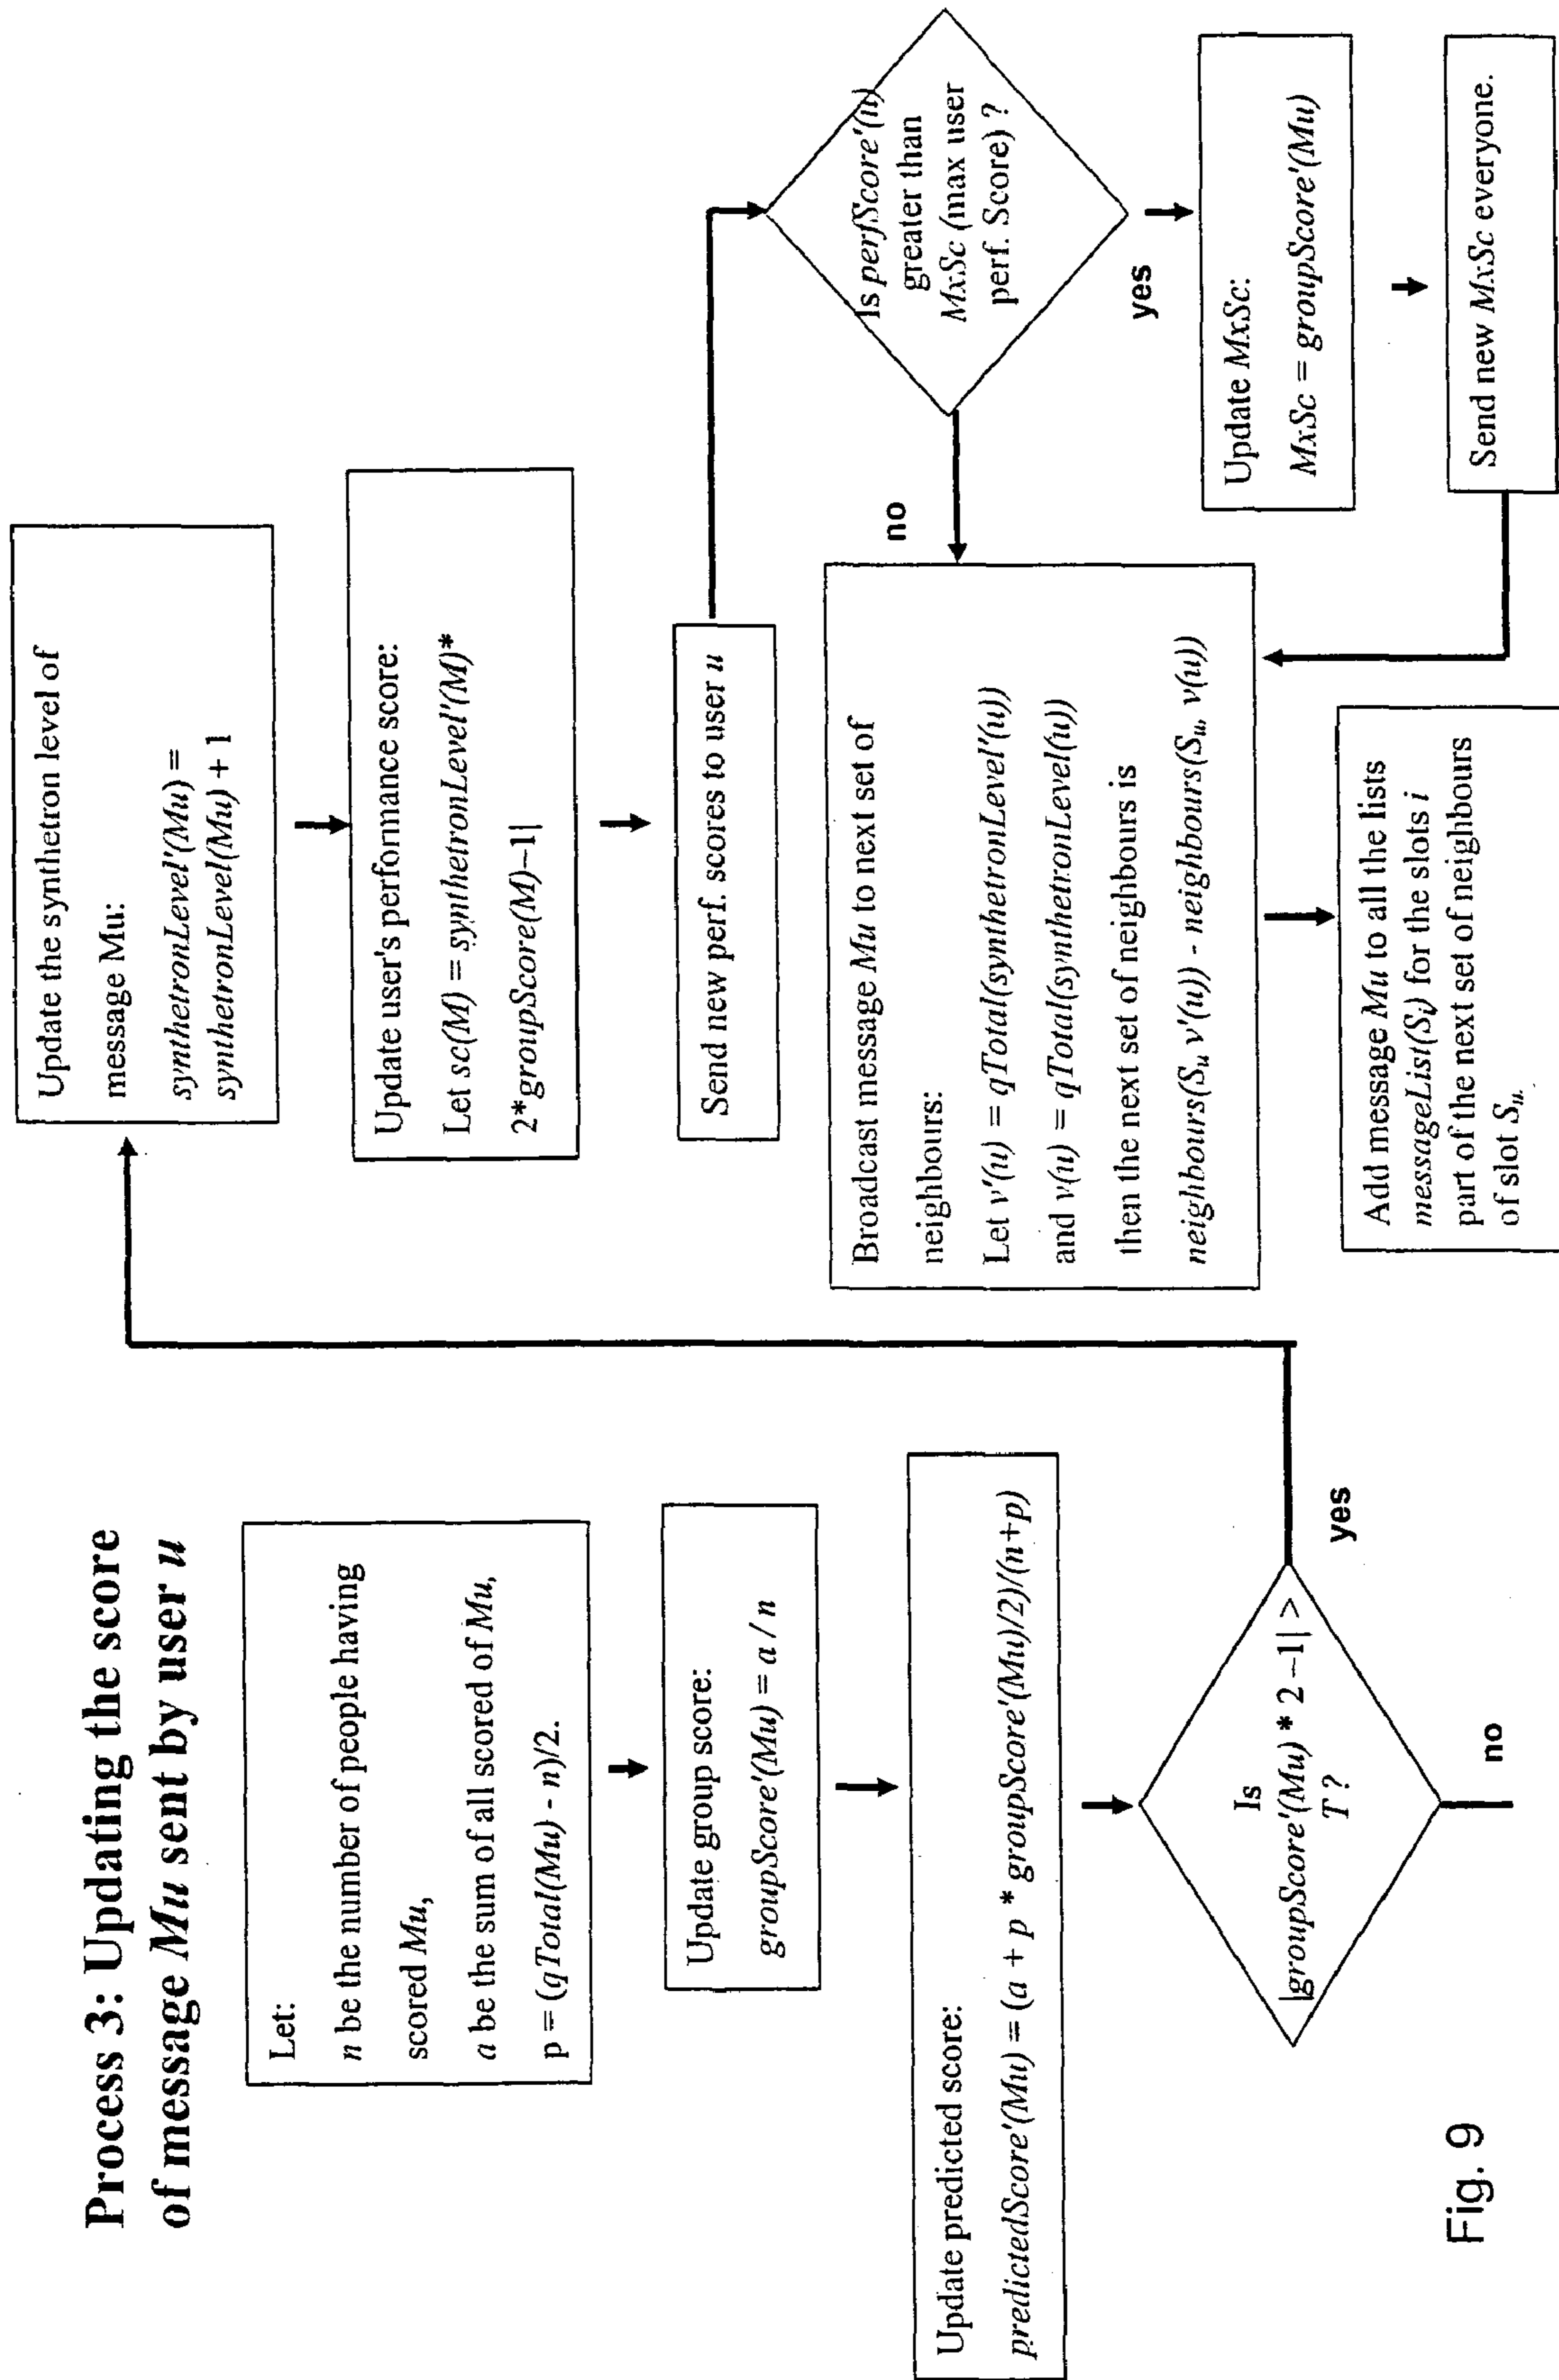 Process 3: Updating the score
of message Mu sent by user u
Let:
n be the number of people having
scored Mu,
a be the sum of all scored of Mu,
p = (qTotal(Mu) - n)/2.
Update group score:
groupScore'(Mu) = a / n
Update predicted score:
predictedScore'(Mu) = (a + p * groupScore'(Mu)/2)/(n+p)
Is
|groupScore'(Mu) * 2 –1| >
T ?
yes
no
Update the synthetron level of
message Mu:
synthetronLevel'(Mu) =
synthetronLevel(Mu) + 1
Update user's performance score:
Let sc(M) = synthetronLevel'(M)*
2*groupScore(M)–1|
Send new perf. scores to user u
Is perfScore'(u)
greater than
MxSc (max user
perf. Score) ?
no
yes
Update MxSc:
MxSc = groupScore'(Mu)
Send new MxSc everyone.
Broadcast message Mu to next set of
neighbours:
Let v'(u) = qTotal(synthetronLevel'(u))
and v(u) = qTotal(synthetronLevel(u))
then the next set of neighbours is
neighbours(Su v'(u)) - neighbours(Su, v(u))
Add message Mu to all the lists
messageList(Si) for the slots i
part of the next set of neighbours
of slot Su.
Fig. 9